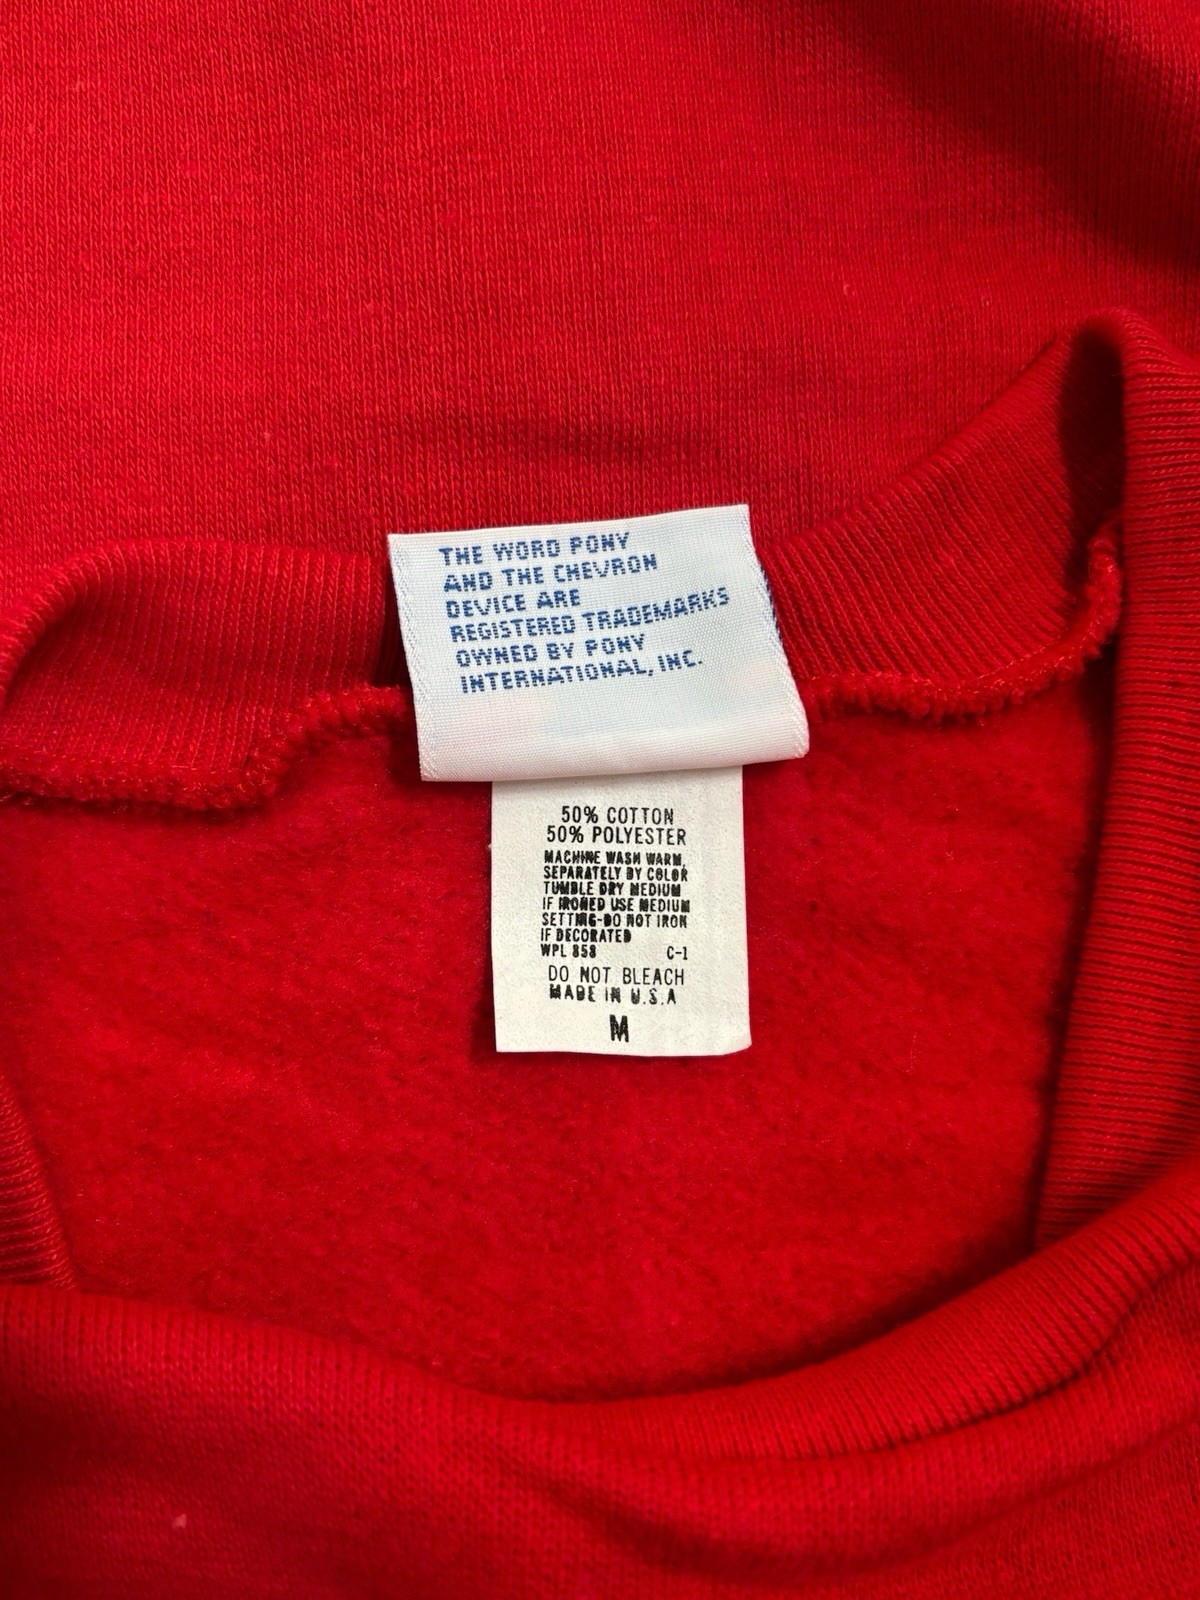 THE WORD PONY
AND THE CHEVRON
DEVICE ARE
REGISTERED TRADEMARKS
OWNED BY PONY
INTERNATIONAL, INC.
50% COTTON
50% POLYESTER
MACHINE WASH WARM,
SEPARATELY BY COLOR
TUMBLE DRY MEDIUM
IF IRONED USE MEDIUM
SETTING-DO NOT IRON
IF DECORATED
WPL 858 C-1
DO NOT BLEACH
MADE IN U.S.A
M